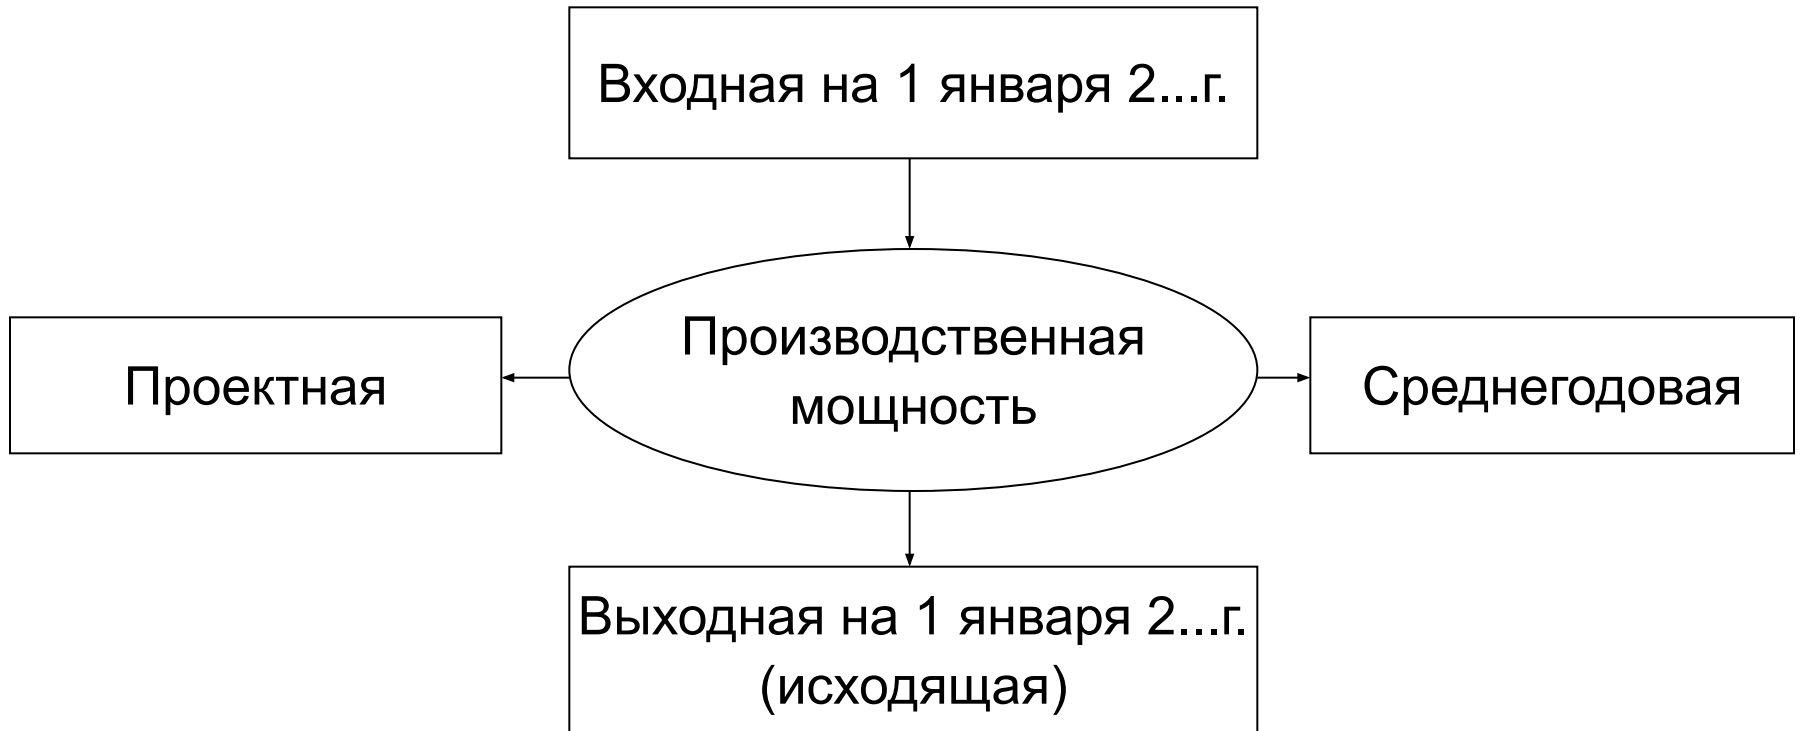 Входная на 1 января 2...г.
Производственная
мощность
Проектная
Среднегодовая
Выходная на 1 января 2...г.
(исходящая)